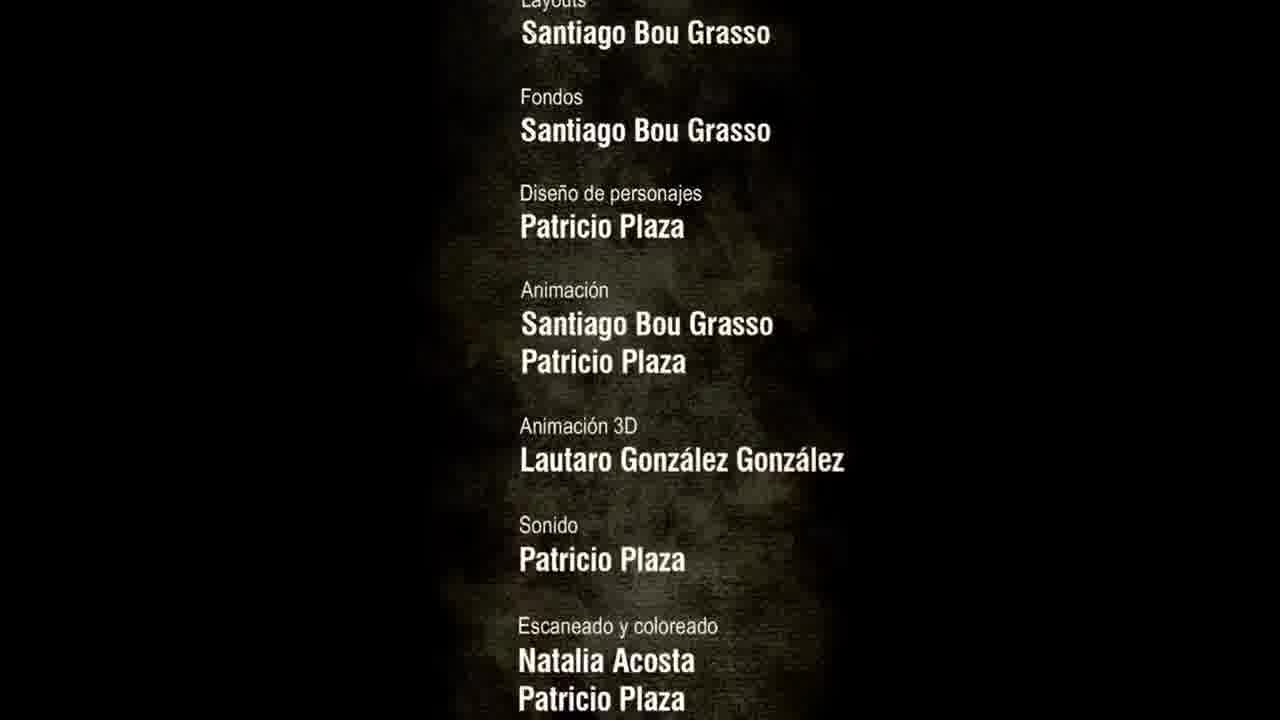 Layouts
Santiago Bou Grasso
Fondos
Santiago Bou Grasso
Diseño de personajes
Patricio Plaza
Animación
Santiago Bou Grasso
Patricio Plaza
Animación 3D
Lautaro González González
Sonido
Patricio Plaza
Escaneado y coloreado
Natalia Acosta
Patricio Plaza